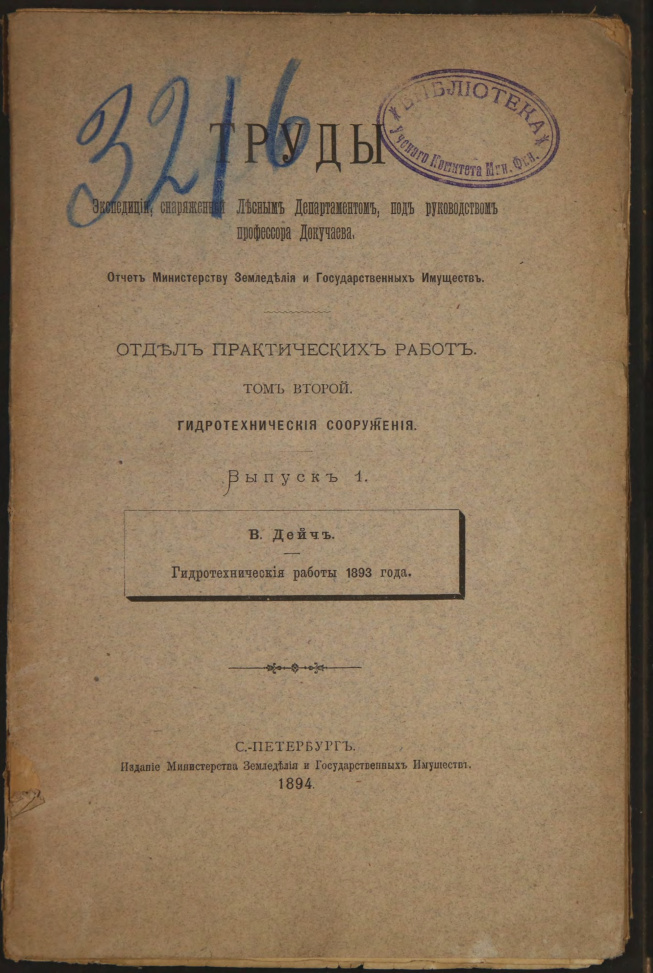 3216
БИБЛІОТЕКА
Ученаго Комитета Мин. Фин.
ТРУДЫ
Экспедиціи, снаряженной Лѣснымъ Департаментомъ, подъ руководствомъ
профессора Докучаева.
Отчетъ Министерству Земледѣлія и Государственныхъ Имуществъ.
ОТДѢЛЪ ПРАКТИЧЕСКИХЪ РАБОТЪ.
ТОМЪ ВТОРОЙ.
ГИДРОТЕХНИЧЕСКІЯ СООРУЖЕНІЯ.
Выпускъ 1.
В. Дейчъ.
Гидротехническія работы 1893 года.
С.-ПЕТЕРБУРГЪ.
Изданіе Министерства Земледѣлія и Государственныхъ Имуществъ.
1894.